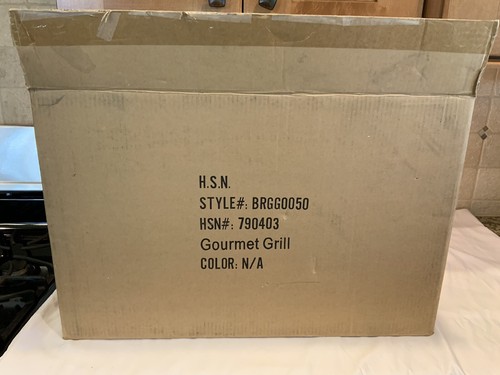 H.S.N.
STYLE#: BRGG0050
HSN#: 790403
Gourmet Grill
COLOR: N/A